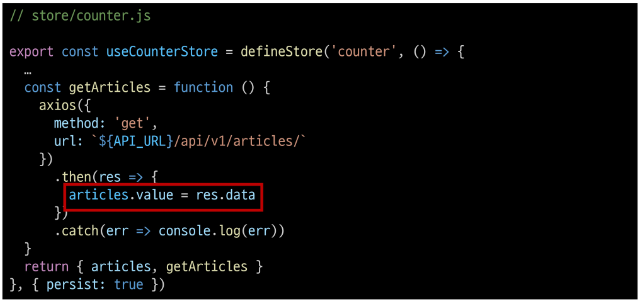 // store/counter.js
export const useCounterStore = defineStore('counter', () => {
…
const getArticles = function () {
axios({
method: 'get',
url: `${API_URL}/api/v1/articles/`
})
.then(res => {
articles.value = res.data
})
.catch(err => console.log(err))
}
return { articles, getArticles }
}, { persist: true })